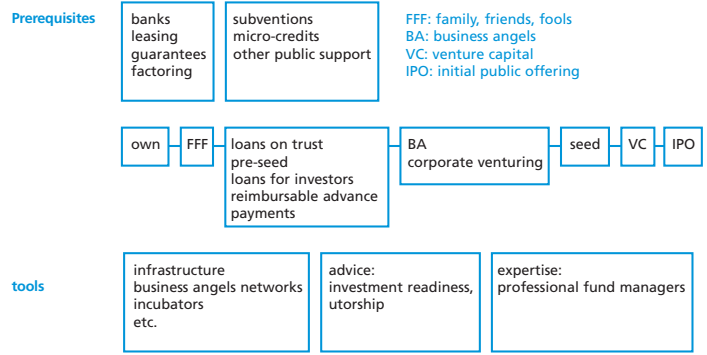 Prerequisites
banks
leasing
guarantees
factoring
subventions
micro-credits
other public support
FFF: family, friends, fools
BA: business angels
VC: venture capital
IPO: initial public offering
own
FFF
loans on trust
pre-seed
loans for investors
reimbursable advance
payments
BA
corporate venturing
seed
VC
IPO
tools
infrastructure
business angels networks
incubators
etc.
advice:
investment readiness,
utorship
expertise:
professional fund managers